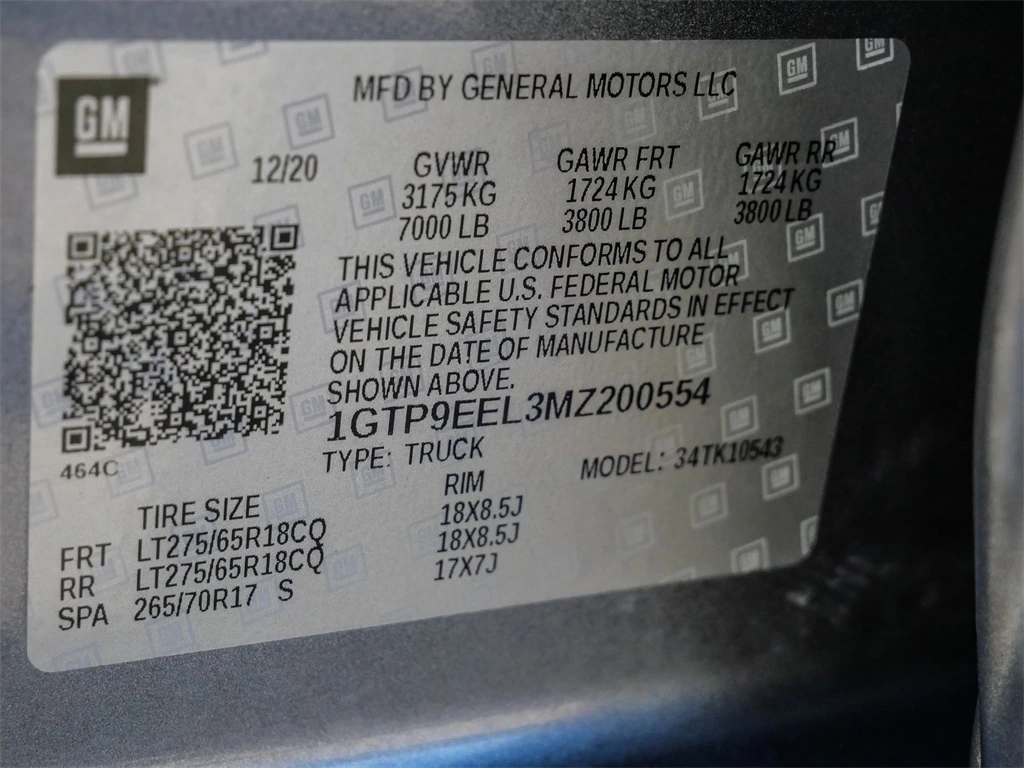 GM
MFD BY GENERAL MOTORS LLC
12/20 GVWR GAWR FRT GAWR RR
3175 KG 1724 KG 1724 KG
7000 LB 3800 LB 3800 LB
THIS VEHICLE CONFORMS TO ALL
APPLICABLE U.S. FEDERAL MOTOR
VEHICLE SAFETY STANDARDS IN EFFECT
ON THE DATE OF MANUFACTURE
SHOWN ABOVE.
1GTP9EEL3MZ200554
464C
TYPE: TRUCK MODEL: 34TK10543
TIRE SIZE RIM
FRT LT275/65R18CQ 18X8.5J
RR LT275/65R18CQ 18X8.5J
SPA 265/70R17 S 17X7J